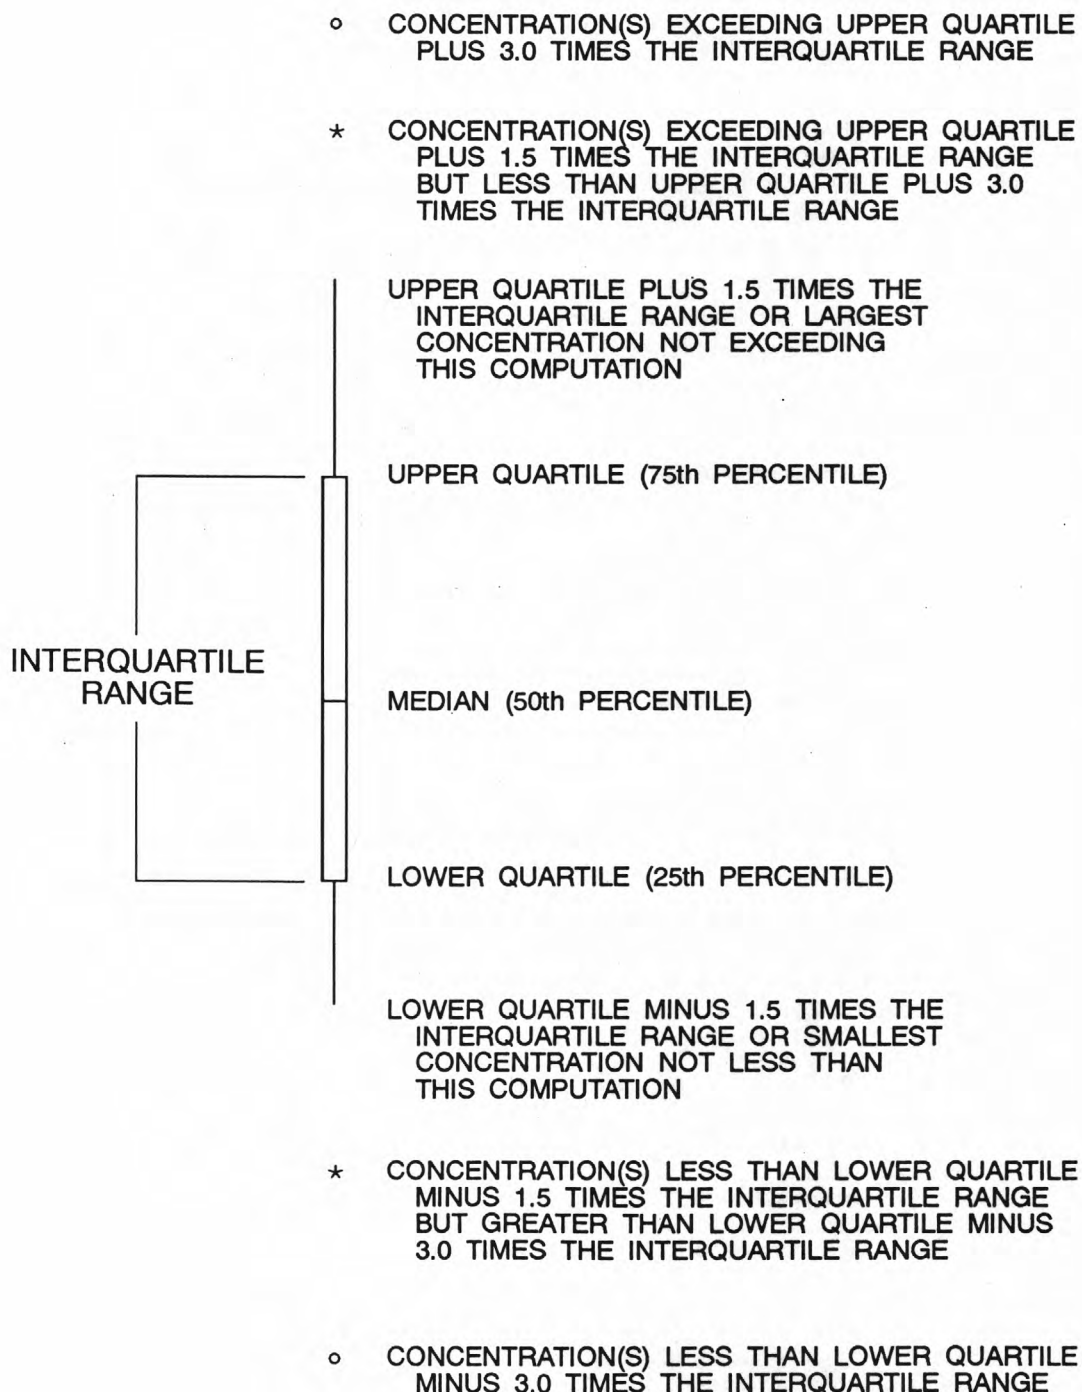 o CONCENTRATION(S) EXCEEDING UPPER QUARTILE
PLUS 3.0 TIMES THE INTERQUARTILE RANGE
* CONCENTRATION(S) EXCEEDING UPPER QUARTILE
PLUS 1.5 TIMES THE INTERQUARTILE RANGE
BUT LESS THAN UPPER QUARTILE PLUS 3.0
TIMES THE INTERQUARTILE RANGE
UPPER QUARTILE PLUS 1.5 TIMES THE
INTERQUARTILE RANGE OR LARGEST
CONCENTRATION NOT EXCEEDING
THIS COMPUTATION
UPPER QUARTILE (75th PERCENTILE)
INTERQUARTILE
RANGE
MEDIAN (50th PERCENTILE)
LOWER QUARTILE (25th PERCENTILE)
LOWER QUARTILE MINUS 1.5 TIMES THE
INTERQUARTILE RANGE OR SMALLEST
CONCENTRATION NOT LESS THAN
THIS COMPUTATION
* CONCENTRATION(S) LESS THAN LOWER QUARTILE
MINUS 1.5 TIMES THE INTERQUARTILE RANGE
BUT GREATER THAN LOWER QUARTILE MINUS
3.0 TIMES THE INTERQUARTILE RANGE
o CONCENTRATION(S) LESS THAN LOWER QUARTILE
MINUS 3.0 TIMES THE INTERQUARTILE RANGE